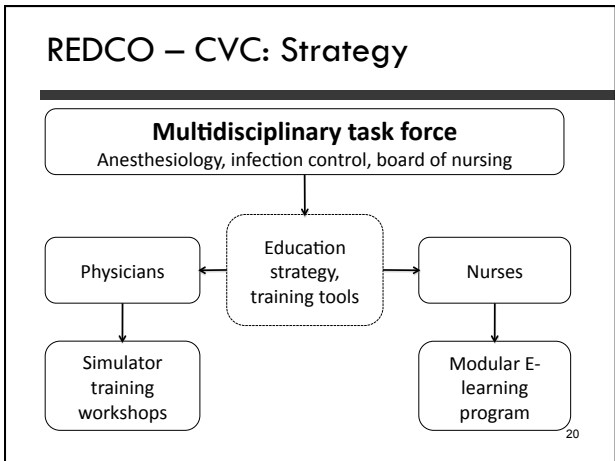 REDCO – CVC: Strategy
Multidisciplinary task force
Anesthesiology, infection control, board of nursing
Physicians
Education
strategy,
training tools
Nurses
Simulator
training
workshops
Modular E-
learning
program
20